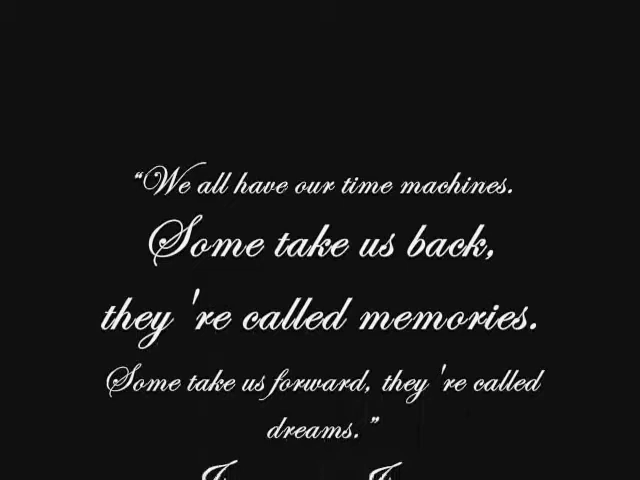 “We all have our time machines.
Some take us back,
they 're called memories.
Some take us forward, they 're called
dreams.”